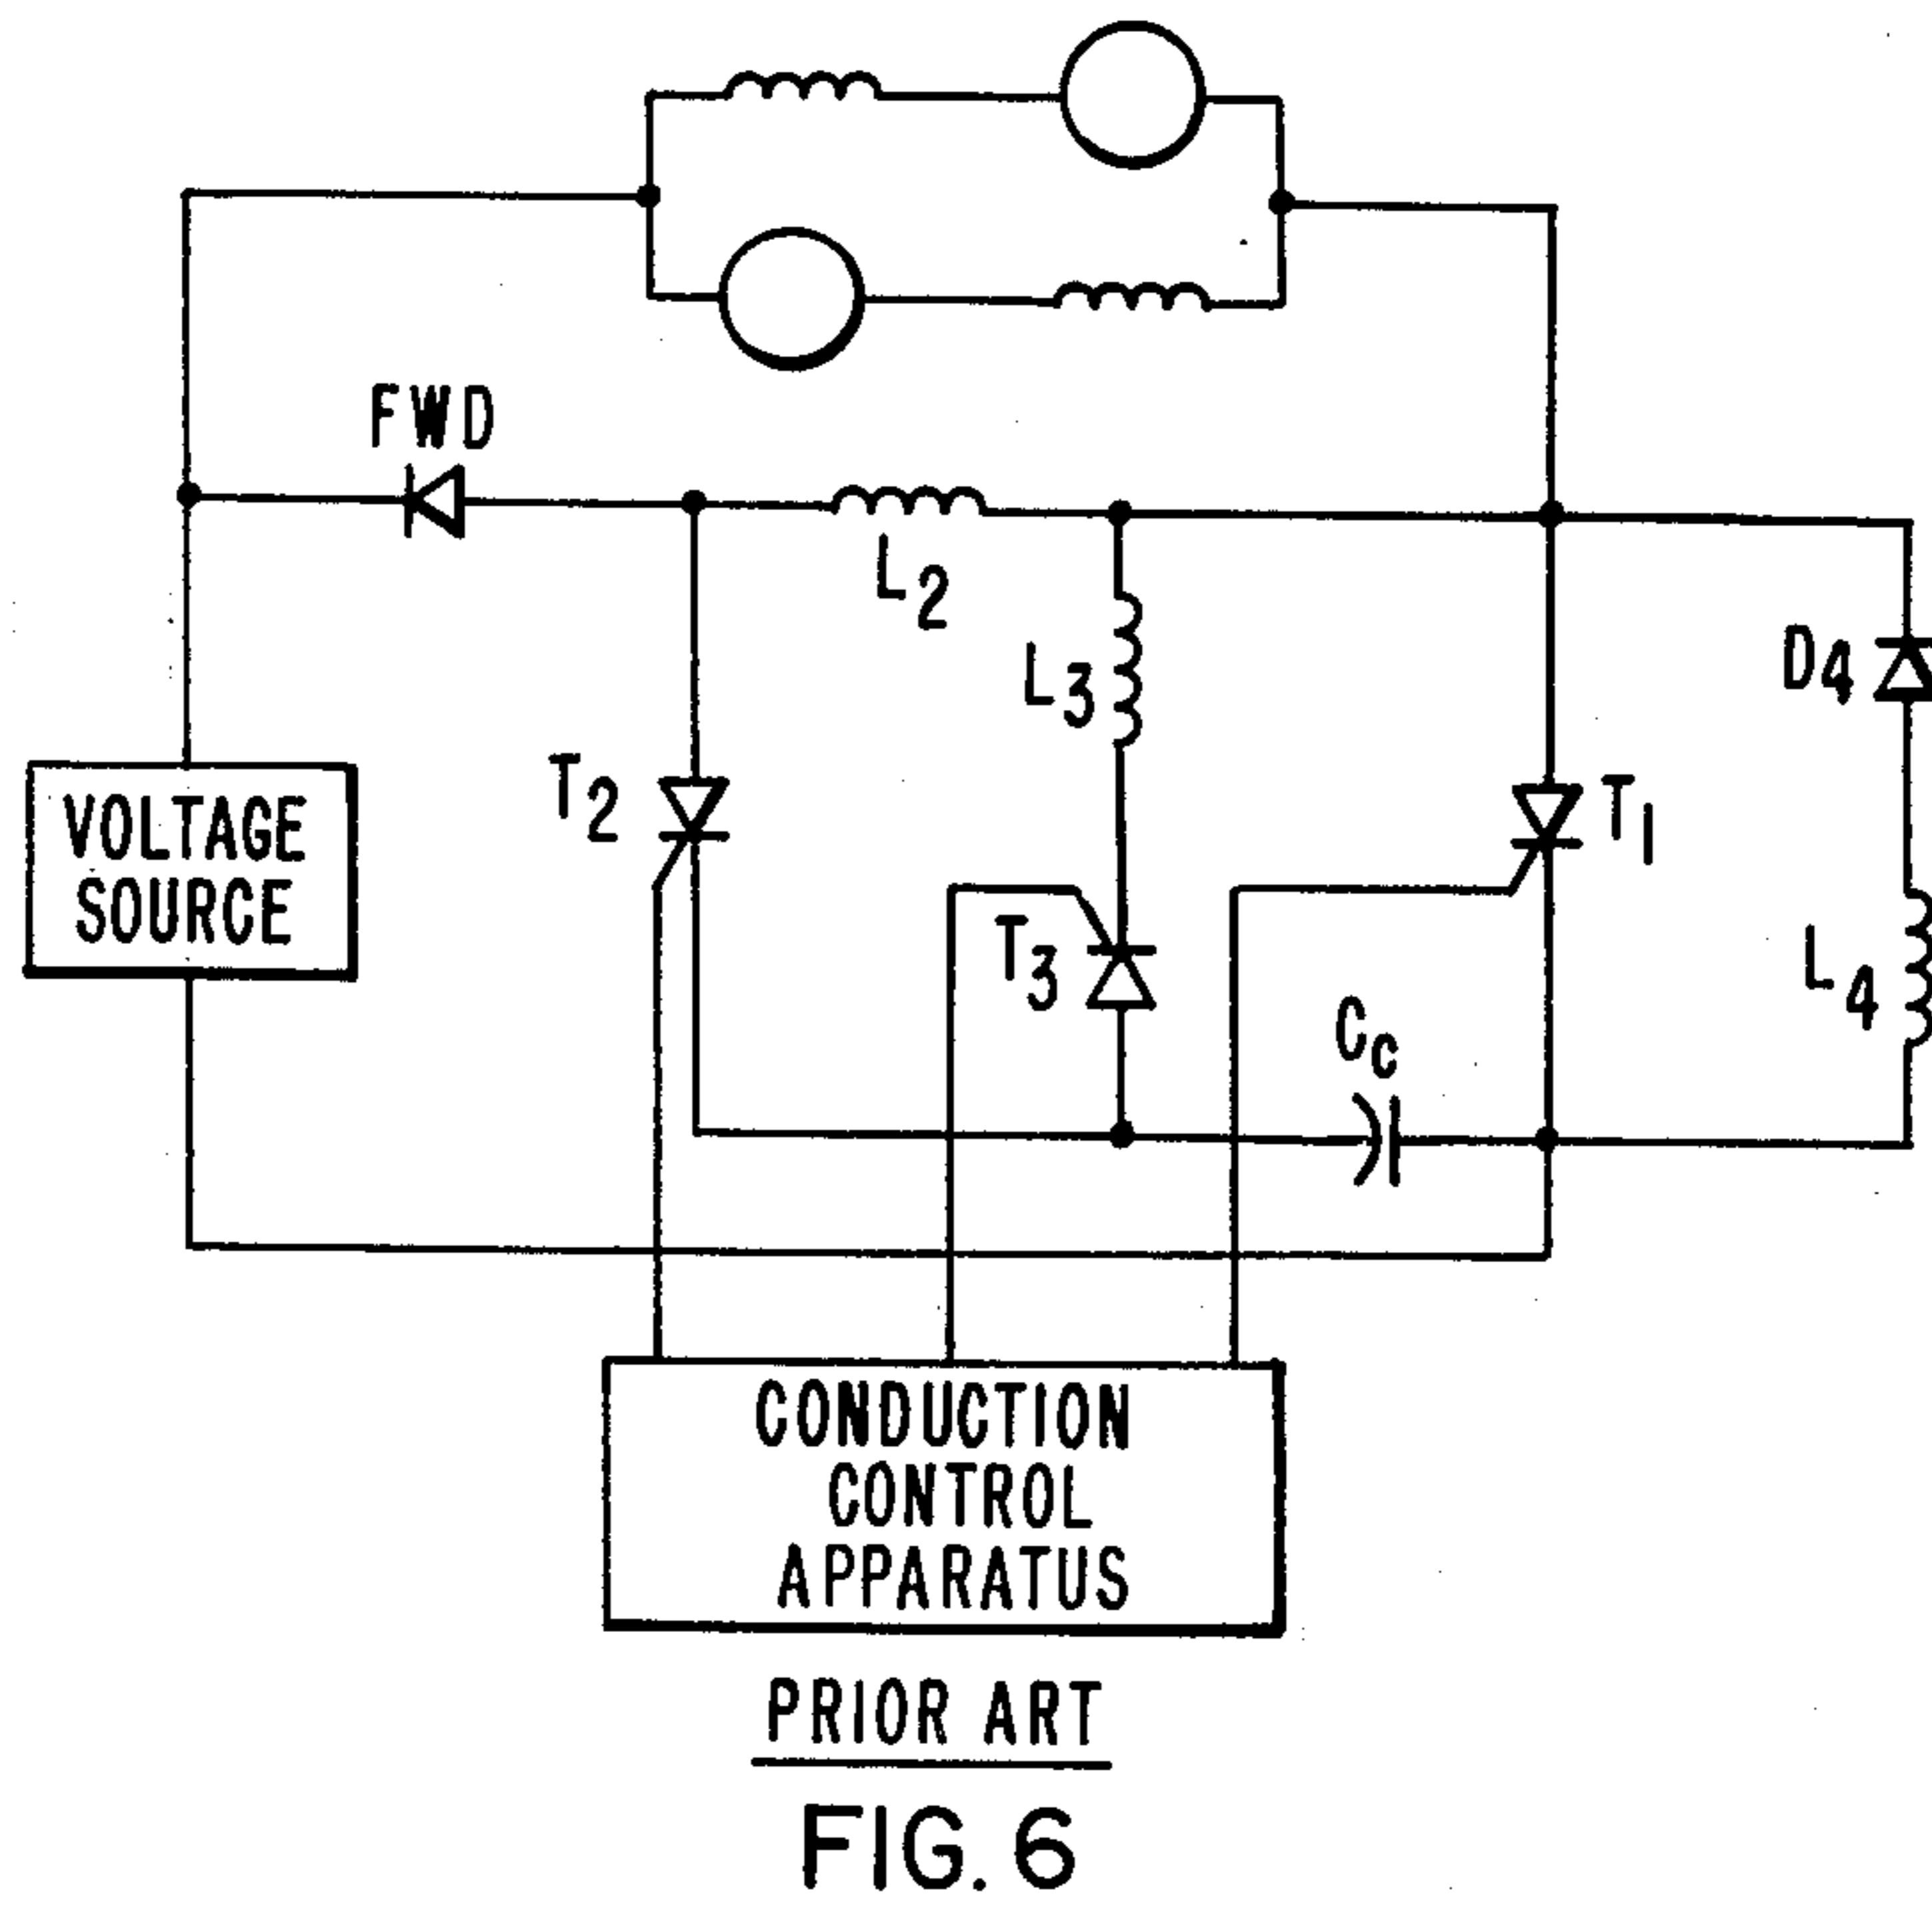 FWD
L2
L3
D4
T2
VOLTAGE
SOURCE
T1
T3
L4
Cc
CONDUCTION
CONTROL
APPARATUS
PRIOR ART
FIG. 6